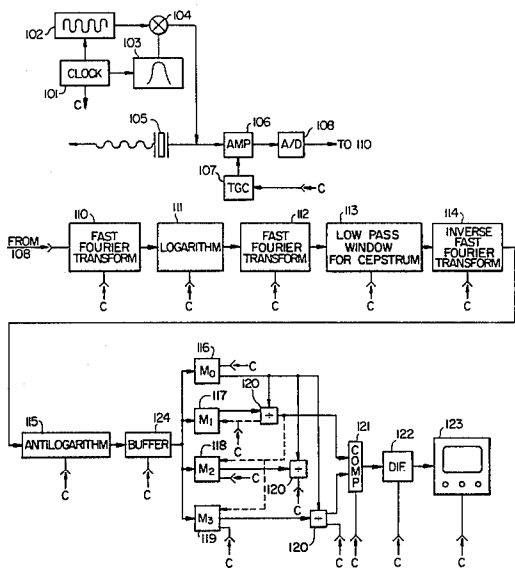 102
104
103
CLOCK
101
C
105
106
108
AMP
A/D
TO 110
107
TGC
C
110
111
112
113
114
FROM
108
FAST
FOURIER
TRANSFORM
LOGARITHM
FAST
FOURIER
TRANSFORM
LOW PASS
WINDOW
FOR CEPSTRUM
INVERSE
FAST
FOURIER
TRANSFORM
C
C
C
C
C
116
M0
C
117
120
115
124
M1
÷
121
122
123
ANTILOGARITHM
BUFFER
118
C
M2
÷
COMP
DIF.
C
120
C
C
C
M3
÷
119
120
C
C
C
C
C